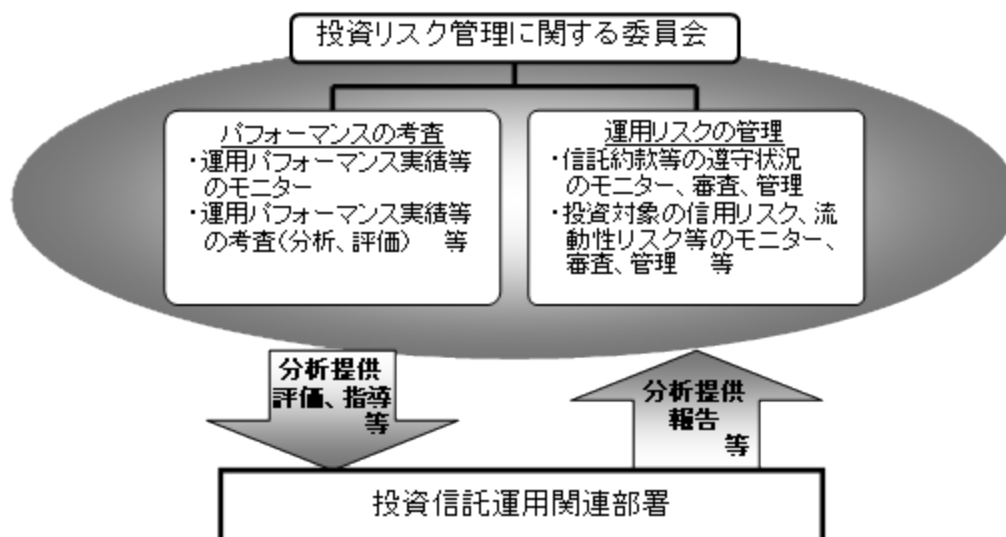 投資リスク管理に関する委員会
パフォーマンスの考査
・運用パフォーマンス実績等
のモニター
・運用パフォーマンス実績等
の考査(分析、評価) 等
運用リスクの管理
・信託約款等の遵守状況
のモニター、審査、管理
・投資対象の信用リスク、流
動性リスク等のモニター、
審査、管理 等
分析提供
評価、指導
等
分析提供
報告
等
投資信託運用関連部署